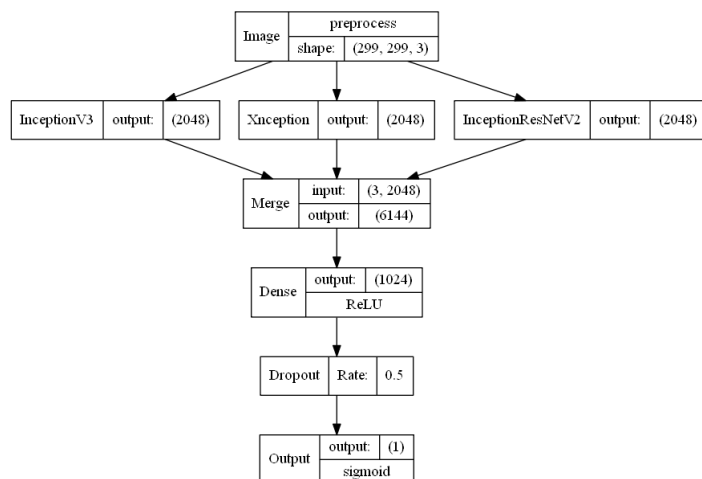 preprocess
Image
shape: (299, 299, 3)
InceptionV3 output: (2048)
Xnception output: (2048)
InceptionResNetV2 output: (2048)
Merge
input: (3, 2048)
output: (6144)
Dense
output: (1024)
ReLU
Dropout Rate: 0.5
Output
output: (1)
sigmoid